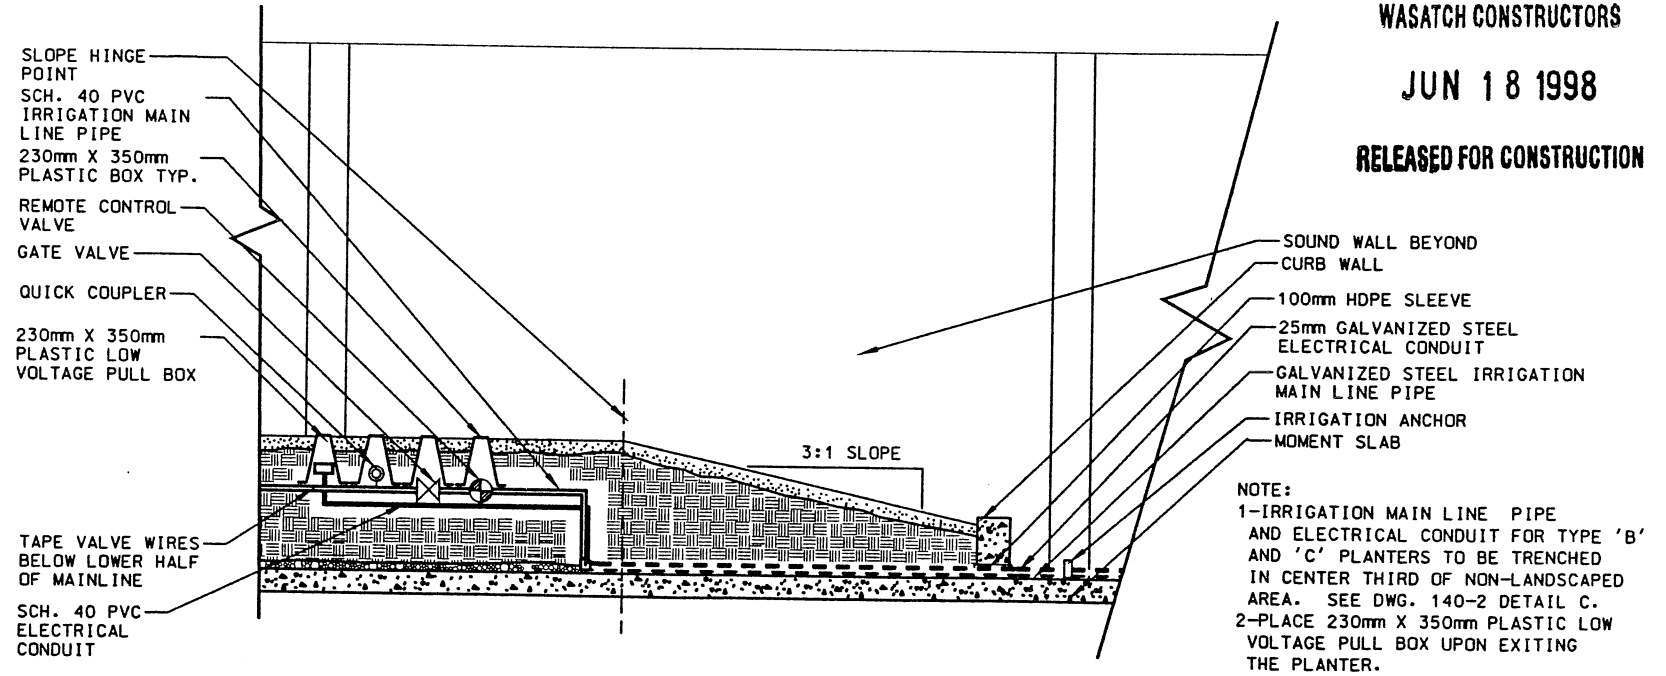 WASATCH CONSTRUCTORS
JUN 18 1998
RELEASED FOR CONSTRUCTION
SLOPE HINGE
POINT
SCH. 40 PVC
IRRIGATION MAIN
LINE PIPE
230mm X 350mm
PLASTIC BOX TYP.
REMOTE CONTROL
VALVE
GATE VALVE
QUICK COUPLER
230mm X 350mm
PLASTIC LOW
VOLTAGE PULL BOX
TAPE VALVE WIRES
BELOW LOWER HALF
OF MAINLINE
SCH. 40 PVC
ELECTRICAL
CONDUIT
3:1 SLOPE
SOUND WALL BEYOND
CURB WALL
100mm HDPE SLEEVE
25mm GALVANIZED STEEL
ELECTRICAL CONDUIT
GALVANIZED STEEL IRRIGATION
MAIN LINE PIPE
IRRIGATION ANCHOR
MOMENT SLAB
NOTE:
1-IRRIGATION MAIN LINE PIPE
AND ELECTRICAL CONDUIT FOR TYPE 'B'
AND 'C' PLANTERS TO BE TRENCHED
IN CENTER THIRD OF NON-LANDSCAPED
AREA. SEE DWG. 140-2 DETAIL C.
2-PLACE 230mm X 350mm PLASTIC LOW
VOLTAGE PULL BOX UPON EXITING
THE PLANTER.